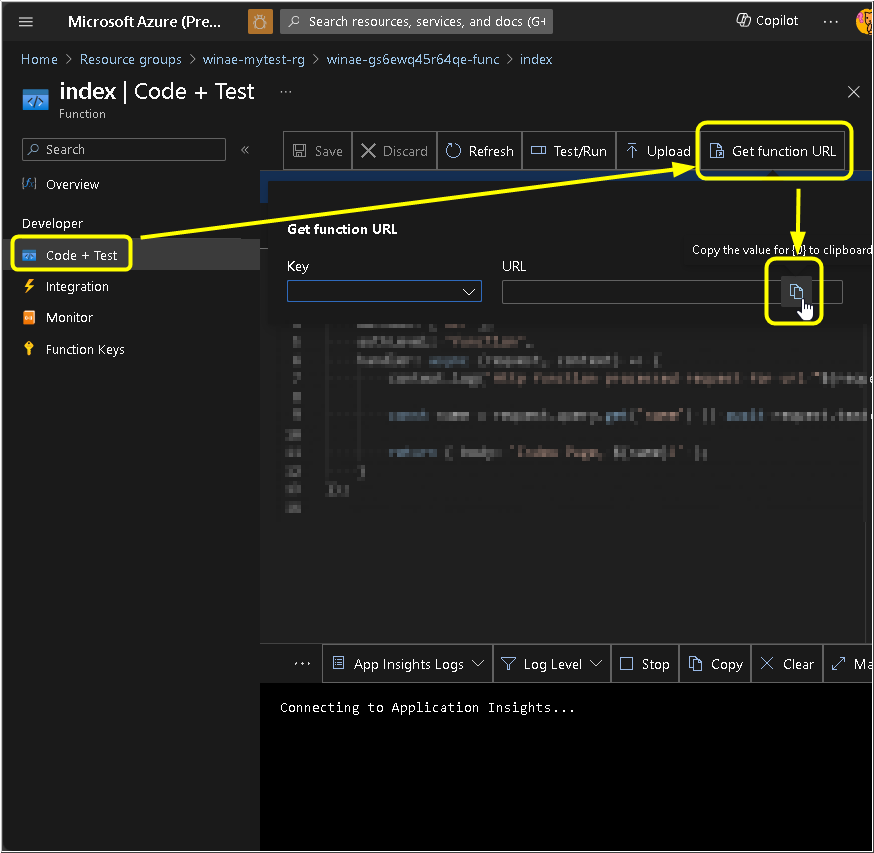 Microsoft Azure (Pre...
Search resources, services, and docs (G+
Copilot
...
Home > Resource groups > winae-mytest-rg > winae-gs6ewq45r64qe-func > index
index | Code + Test
...
Function
Search
«
Save
Discard
Refresh
Test/Run
Upload
Get function URL
Overview
Developer
Code + Test
Integration
Monitor
Function Keys
Get function URL
Copy the value for {0} to clipboard
Key
URL
...
App Insights Logs
Log Level
Stop
Copy
Clear
Ma
Connecting to Application Insights...